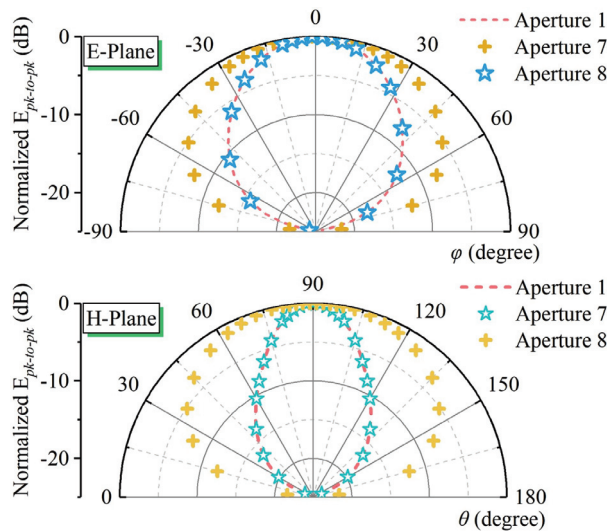 E-Plane
Normalized E_pk-to-pk (dB)
0
-10
-20
-90
-60
-30
0
30
60
90
φ (degree)
Aperture 1
Aperture 7
Aperture 8
H-Plane
Normalized E_pk-to-pk (dB)
0
-10
-20
0
30
60
90
120
150
180
θ (degree)
Aperture 1
Aperture 7
Aperture 8